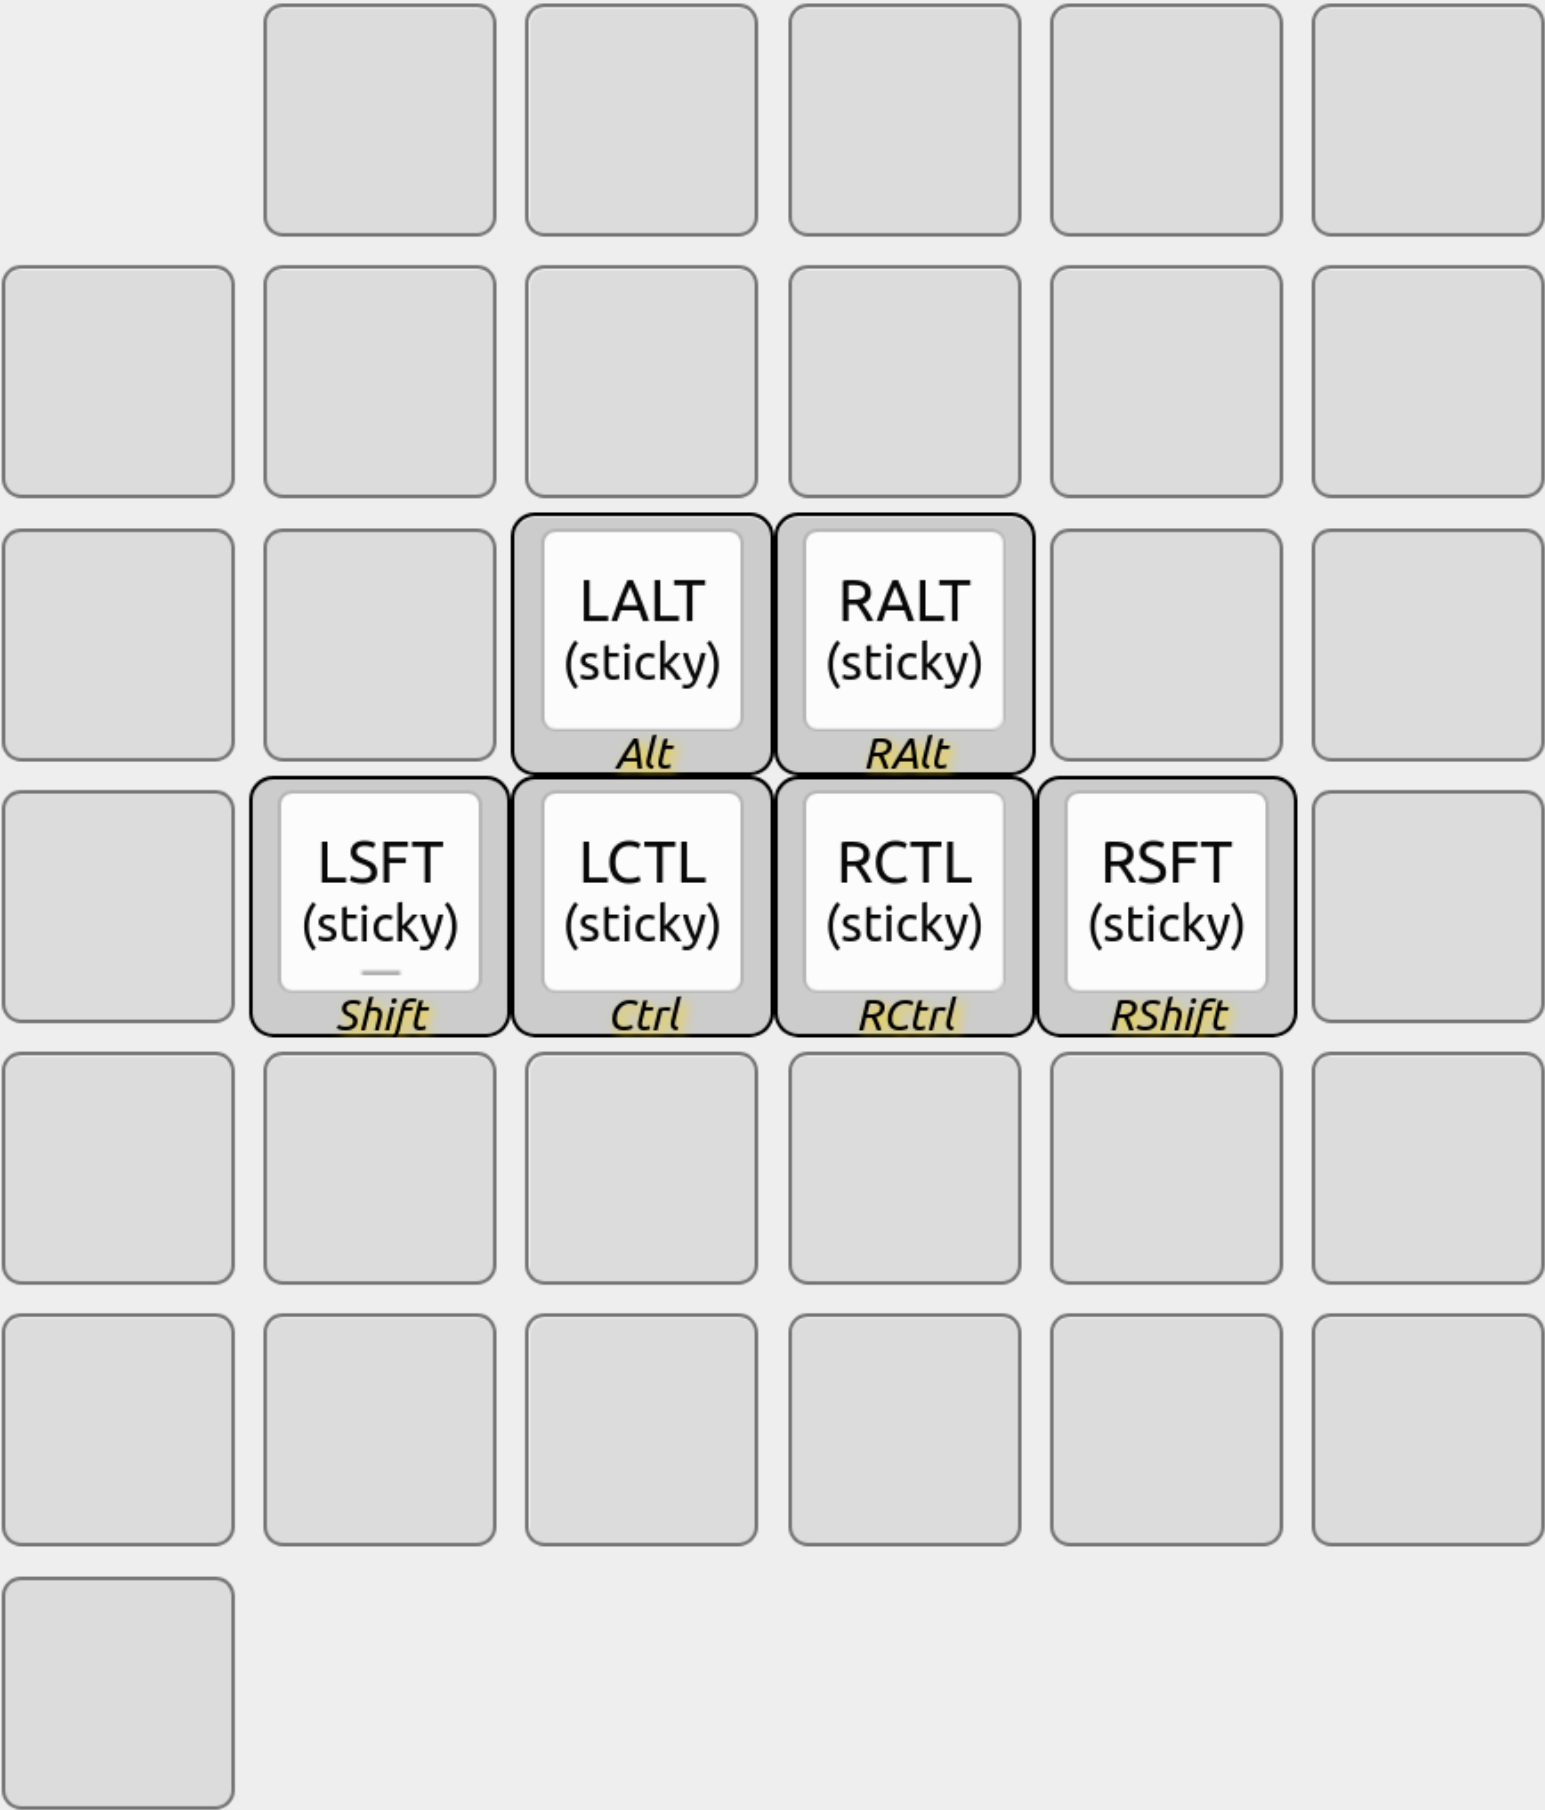 LALT
(sticky)
Alt
RALT
(sticky)
RAlt
LSFT
(sticky)
Shift
LCTL
(sticky)
Ctrl
RCTL
(sticky)
RCtrl
RSFT
(sticky)
RShift